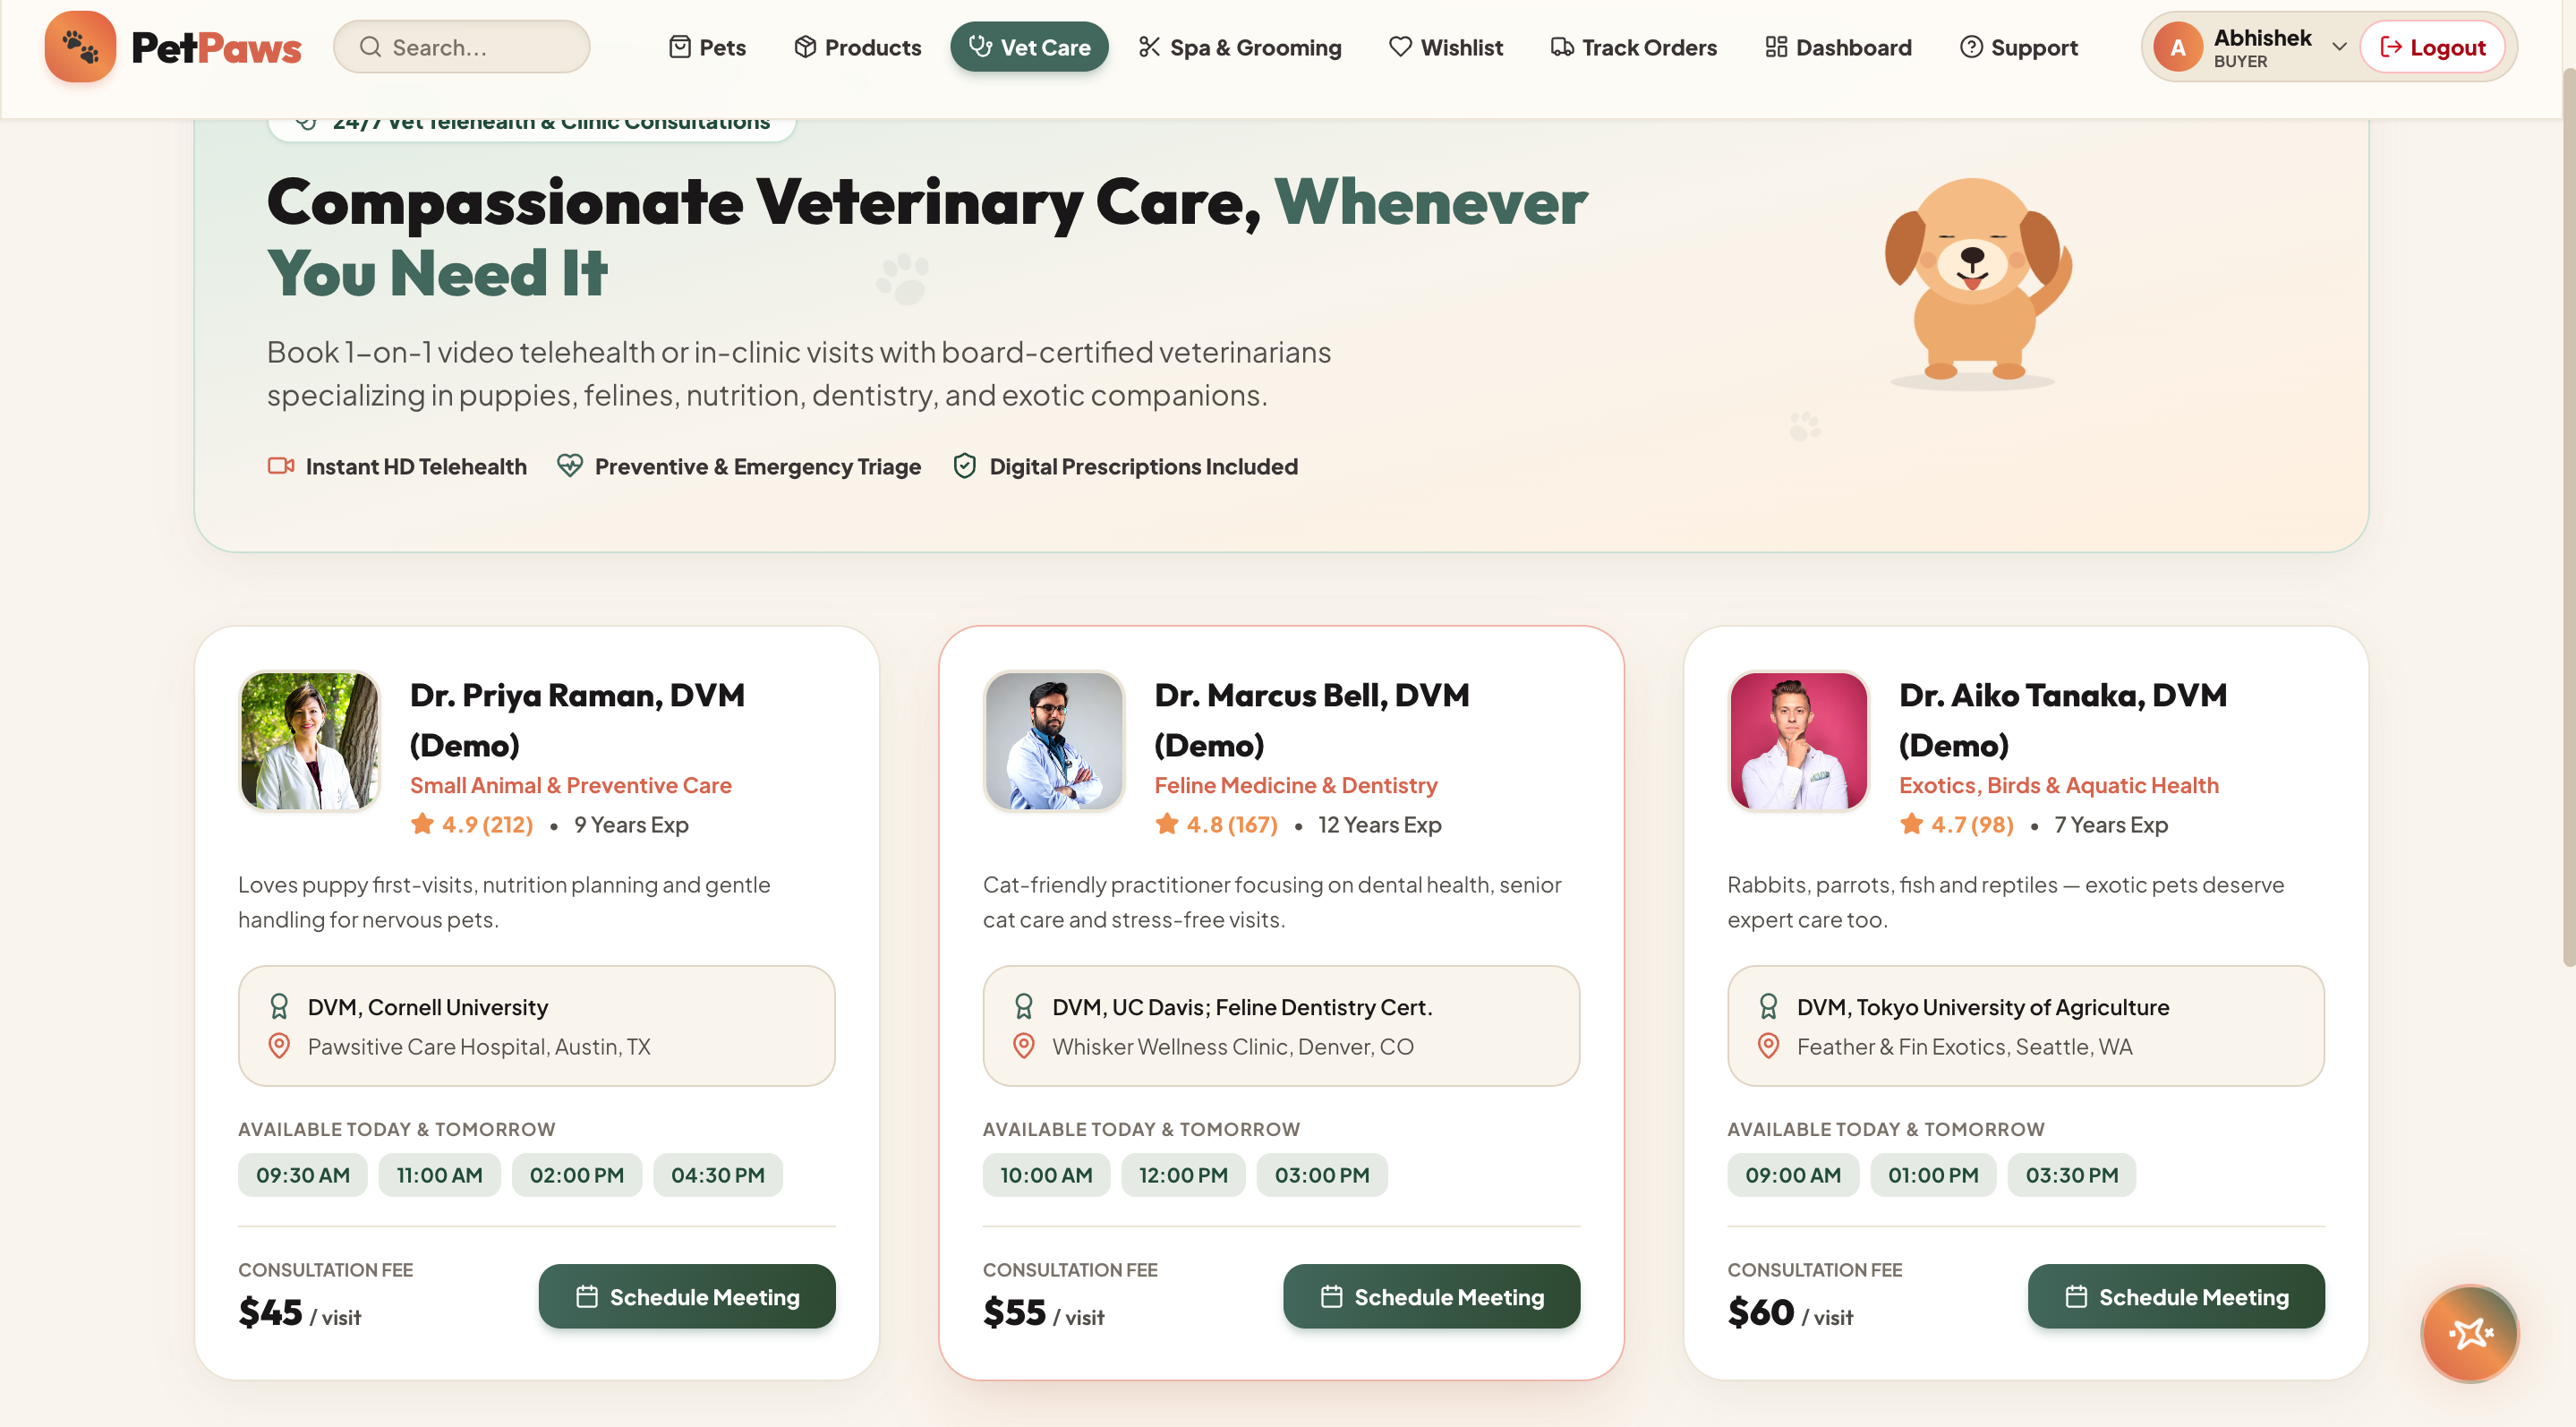 PetPaws
Search...
Pets
Products
Vet Care
Spa & Grooming
Wishlist
Track Orders
Dashboard
Support
A
Abhishek
BUYER
Logout
24/7 Vet Telehealth & Clinic Consultations
Compassionate Veterinary Care, Whenever
You Need It
Book 1-on-1 video telehealth or in-clinic visits with board-certified veterinarians
specializing in puppies, felines, nutrition, dentistry, and exotic companions.
Instant HD Telehealth
Preventive & Emergency Triage
Digital Prescriptions Included
Dr. Priya Raman, DVM
(Demo)
Small Animal & Preventive Care
4.9 (212) • 9 Years Exp
Loves puppy first-visits, nutrition planning and gentle
handling for nervous pets.
DVM, Cornell University
Pawsitive Care Hospital, Austin, TX
AVAILABLE TODAY & TOMORROW
09:30 AM 11:00 AM 02:00 PM 04:30 PM
CONSULTATION FEE
$45 / visit
Schedule Meeting
Dr. Marcus Bell, DVM
(Demo)
Feline Medicine & Dentistry
4.8 (167) • 12 Years Exp
Cat-friendly practitioner focusing on dental health, senior
cat care and stress-free visits.
DVM, UC Davis; Feline Dentistry Cert.
Whisker Wellness Clinic, Denver, CO
AVAILABLE TODAY & TOMORROW
10:00 AM 12:00 PM 03:00 PM
CONSULTATION FEE
$55 / visit
Schedule Meeting
Dr. Aiko Tanaka, DVM
(Demo)
Exotics, Birds & Aquatic Health
4.7 (98) • 7 Years Exp
Rabbits, parrots, fish and reptiles — exotic pets deserve
expert care too.
DVM, Tokyo University of Agriculture
Feather & Fin Exotics, Seattle, WA
AVAILABLE TODAY & TOMORROW
09:00 AM 01:00 PM 03:30 PM
CONSULTATION FEE
$60 / visit
Schedule Meeting